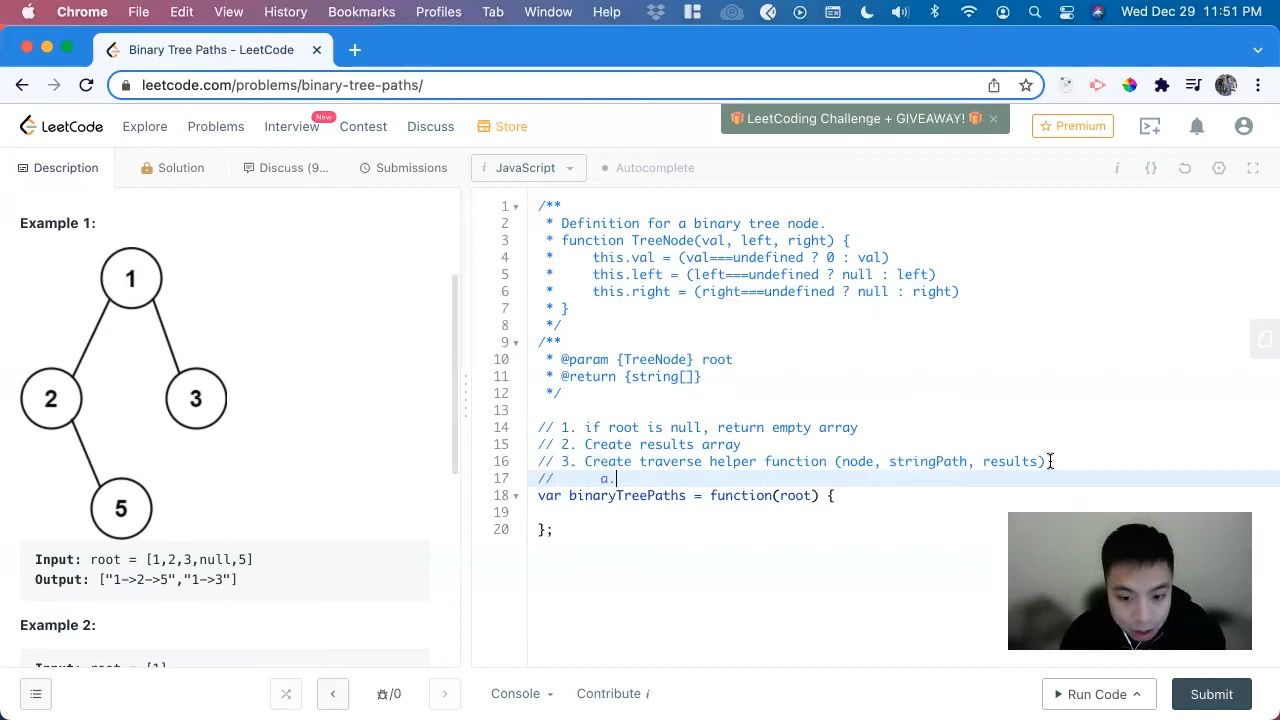 Chrome File Edit View History Bookmarks Profiles Tab Window Help Wed Dec 29 11:51 PM
Binary Tree Paths - LeetCode
leetcode.com/problems/binary-tree-paths/
LeetCode Explore Problems Interview New Contest Discuss Store
LeetCoding Challenge + GIVEAWAY!
Premium
Description Solution Discuss (9... Submissions
i JavaScript Autocomplete
Example 1:
1
2
3
5
Input: root = [1,2,3,null,5]
Output: ["1->2->5","1->3"]
Example 2:
Input: root = [1]
1 /**
2 * Definition for a binary tree node.
3 * function TreeNode(val, left, right) {
4 *     this.val = (val===undefined ? 0 : val)
5 *     this.left = (left===undefined ? null : left)
6 *     this.right = (right===undefined ? null : right)
7 * }
8 */
9 /**
10 * @param {TreeNode} root
11 * @return {string[]}
12 */
13
14 // 1. if root is null, return empty array
15 // 2. Create results array
16 // 3. Create traverse helper function (node, stringPath, results)
17 //      a.
18 var binaryTreePaths = function(root) {
19
20 };
/0
Console Contribute i
Run Code
Submit